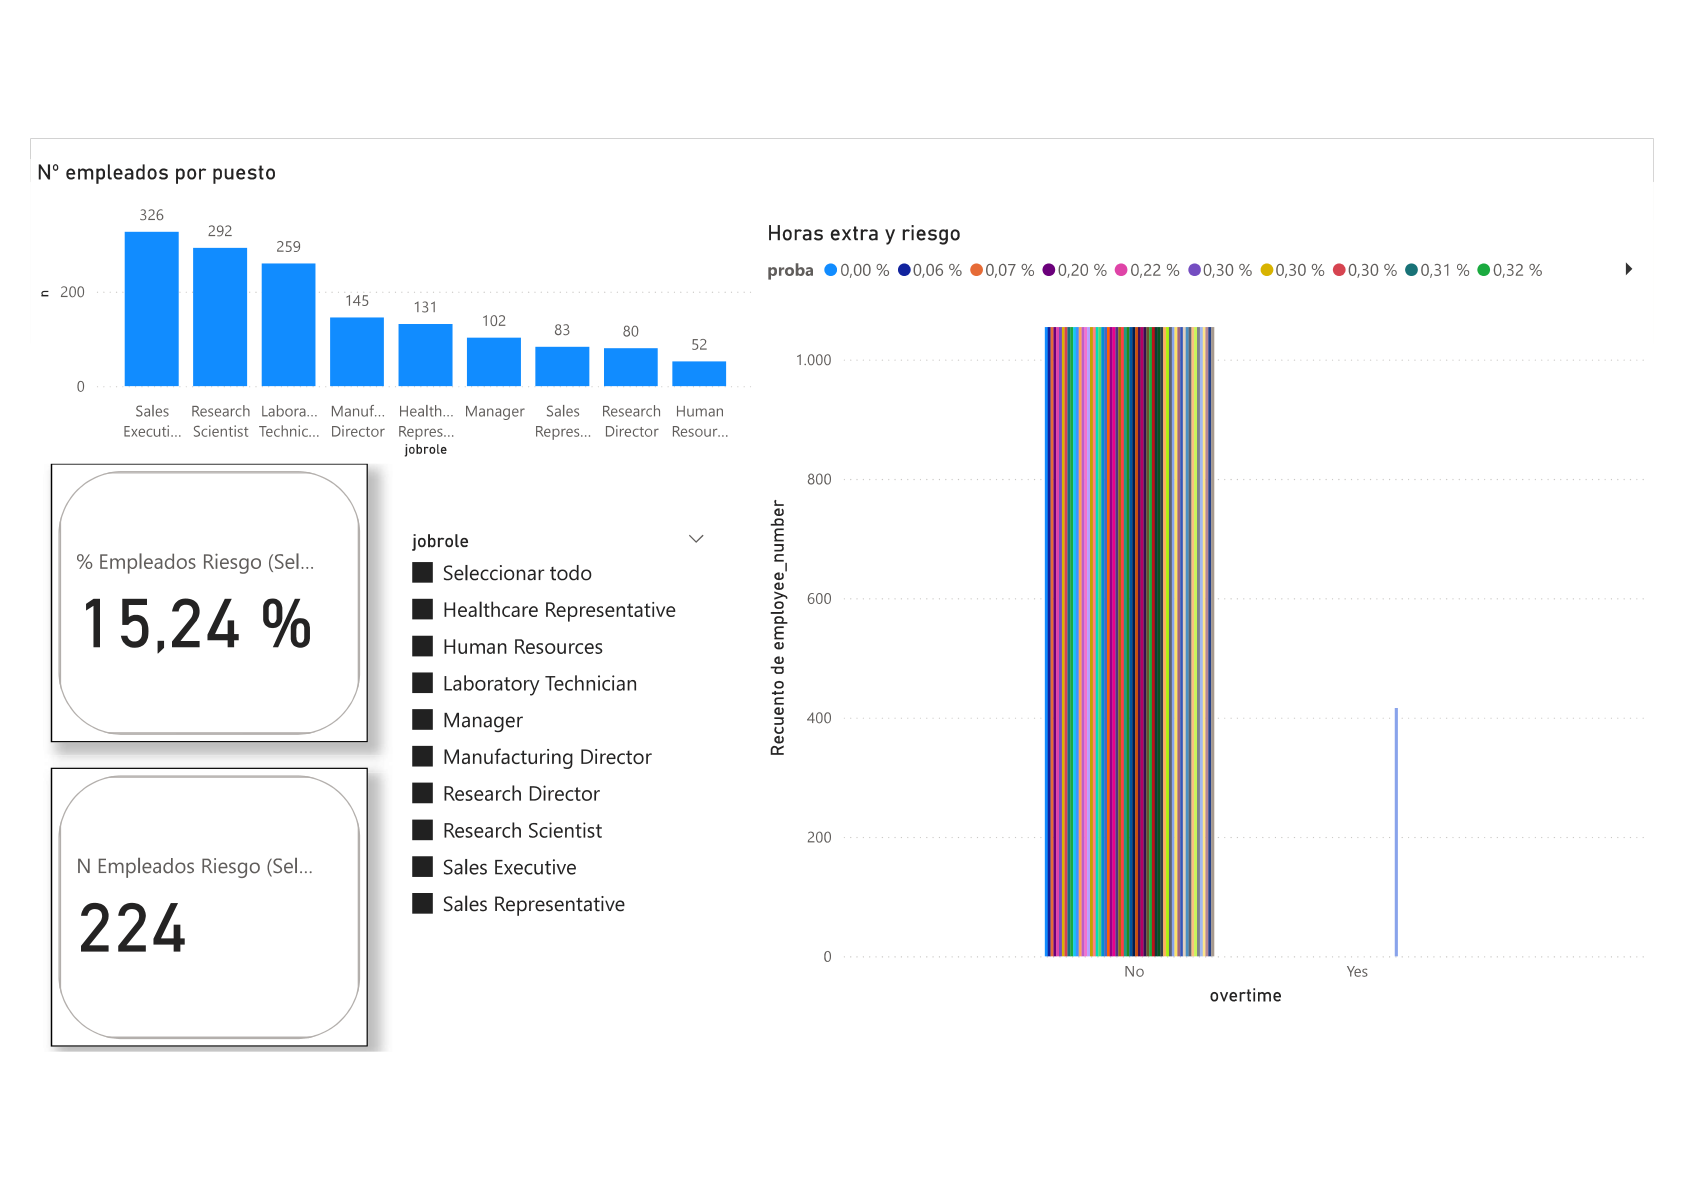 Nº empleados por puesto
n
200
0
326
292
259
145
131
102
83
80
52
Sales Executi...
Research Scientist
Labora... Technic...
Manuf... Director
Health... Repres...
Manager
Sales Repres...
Research Director
Human Resour...
jobrole
% Empleados Riesgo (Sel...
15,24 %
N Empleados Riesgo (Sel...
224
jobrole
Seleccionar todo
Healthcare Representative
Human Resources
Laboratory Technician
Manager
Manufacturing Director
Research Director
Research Scientist
Sales Executive
Sales Representative
Horas extra y riesgo
proba 0,00 % 0,06 % 0,07 % 0,20 % 0,22 % 0,30 % 0,30 % 0,30 % 0,31 % 0,32 %
Recuento de employee_number
1.000
800
600
400
200
0
No Yes
overtime